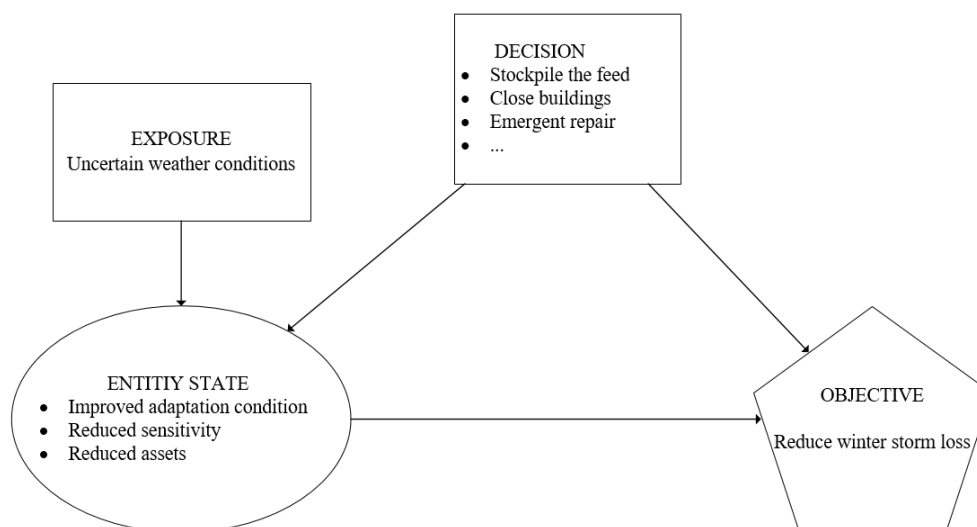 DECISION
• Stockpile the feed
• Close buildings
• Emergent repair
• ...
EXPOSURE
Uncertain weather conditions
ENTITIY STATE
• Improved adaptation condition
• Reduced sensitivity
• Reduced assets
OBJECTIVE
Reduce winter storm loss